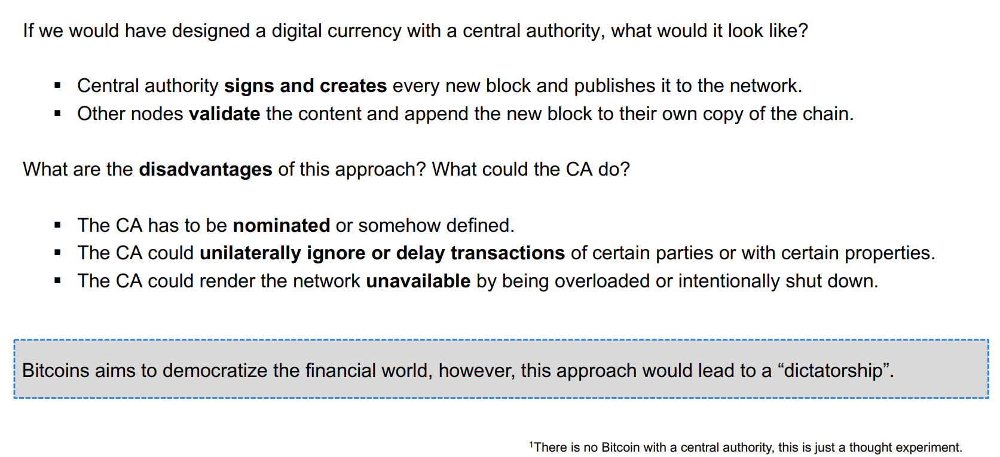 If we would have designed a digital currency with a central authority, what would it look like?
▪ Central authority signs and creates every new block and publishes it to the network.
▪ Other nodes validate the content and append the new block to their own copy of the chain.
What are the disadvantages of this approach? What could the CA do?
▪ The CA has to be nominated or somehow defined.
▪ The CA could unilaterally ignore or delay transactions of certain parties or with certain properties.
▪ The CA could render the network unavailable by being overloaded or intentionally shut down.
Bitcoins aims to democratize the financial world, however, this approach would lead to a “dictatorship”.
¹There is no Bitcoin with a central authority, this is just a thought experiment.